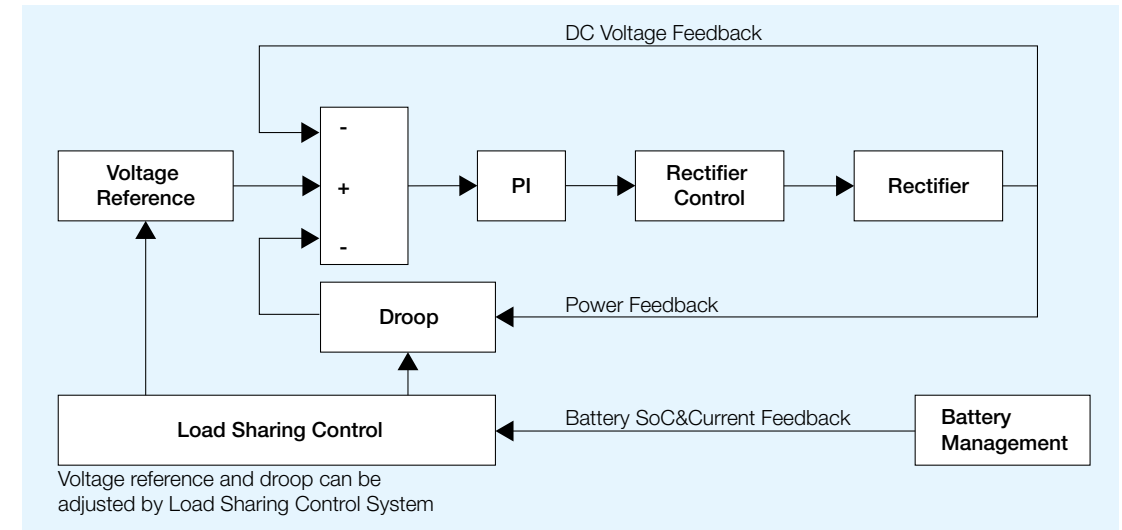 DC Voltage Feedback
-
Voltage
Reference
+
PI
Rectifier
Control
Rectifier
-
Droop
Power Feedback
Load Sharing Control
Battery SoC&Current Feedback
Battery
Management
Voltage reference and droop can be
adjusted by Load Sharing Control System